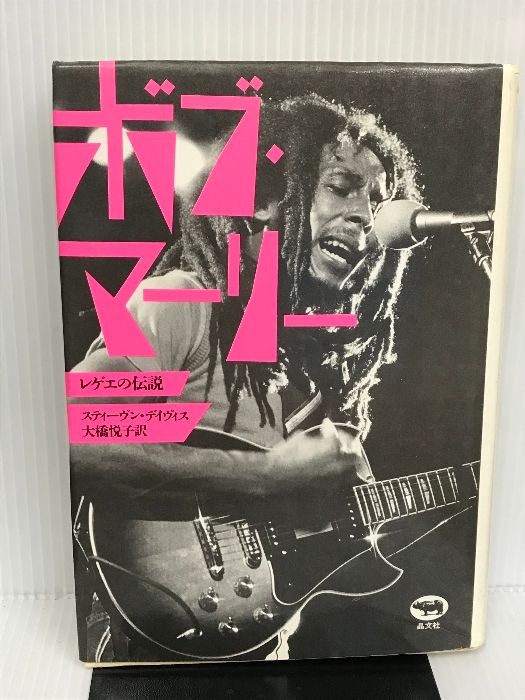 ボブ・
マーリー
レゲエの伝説
スティーヴン・デイヴィス
大橋悦子訳
晶文社